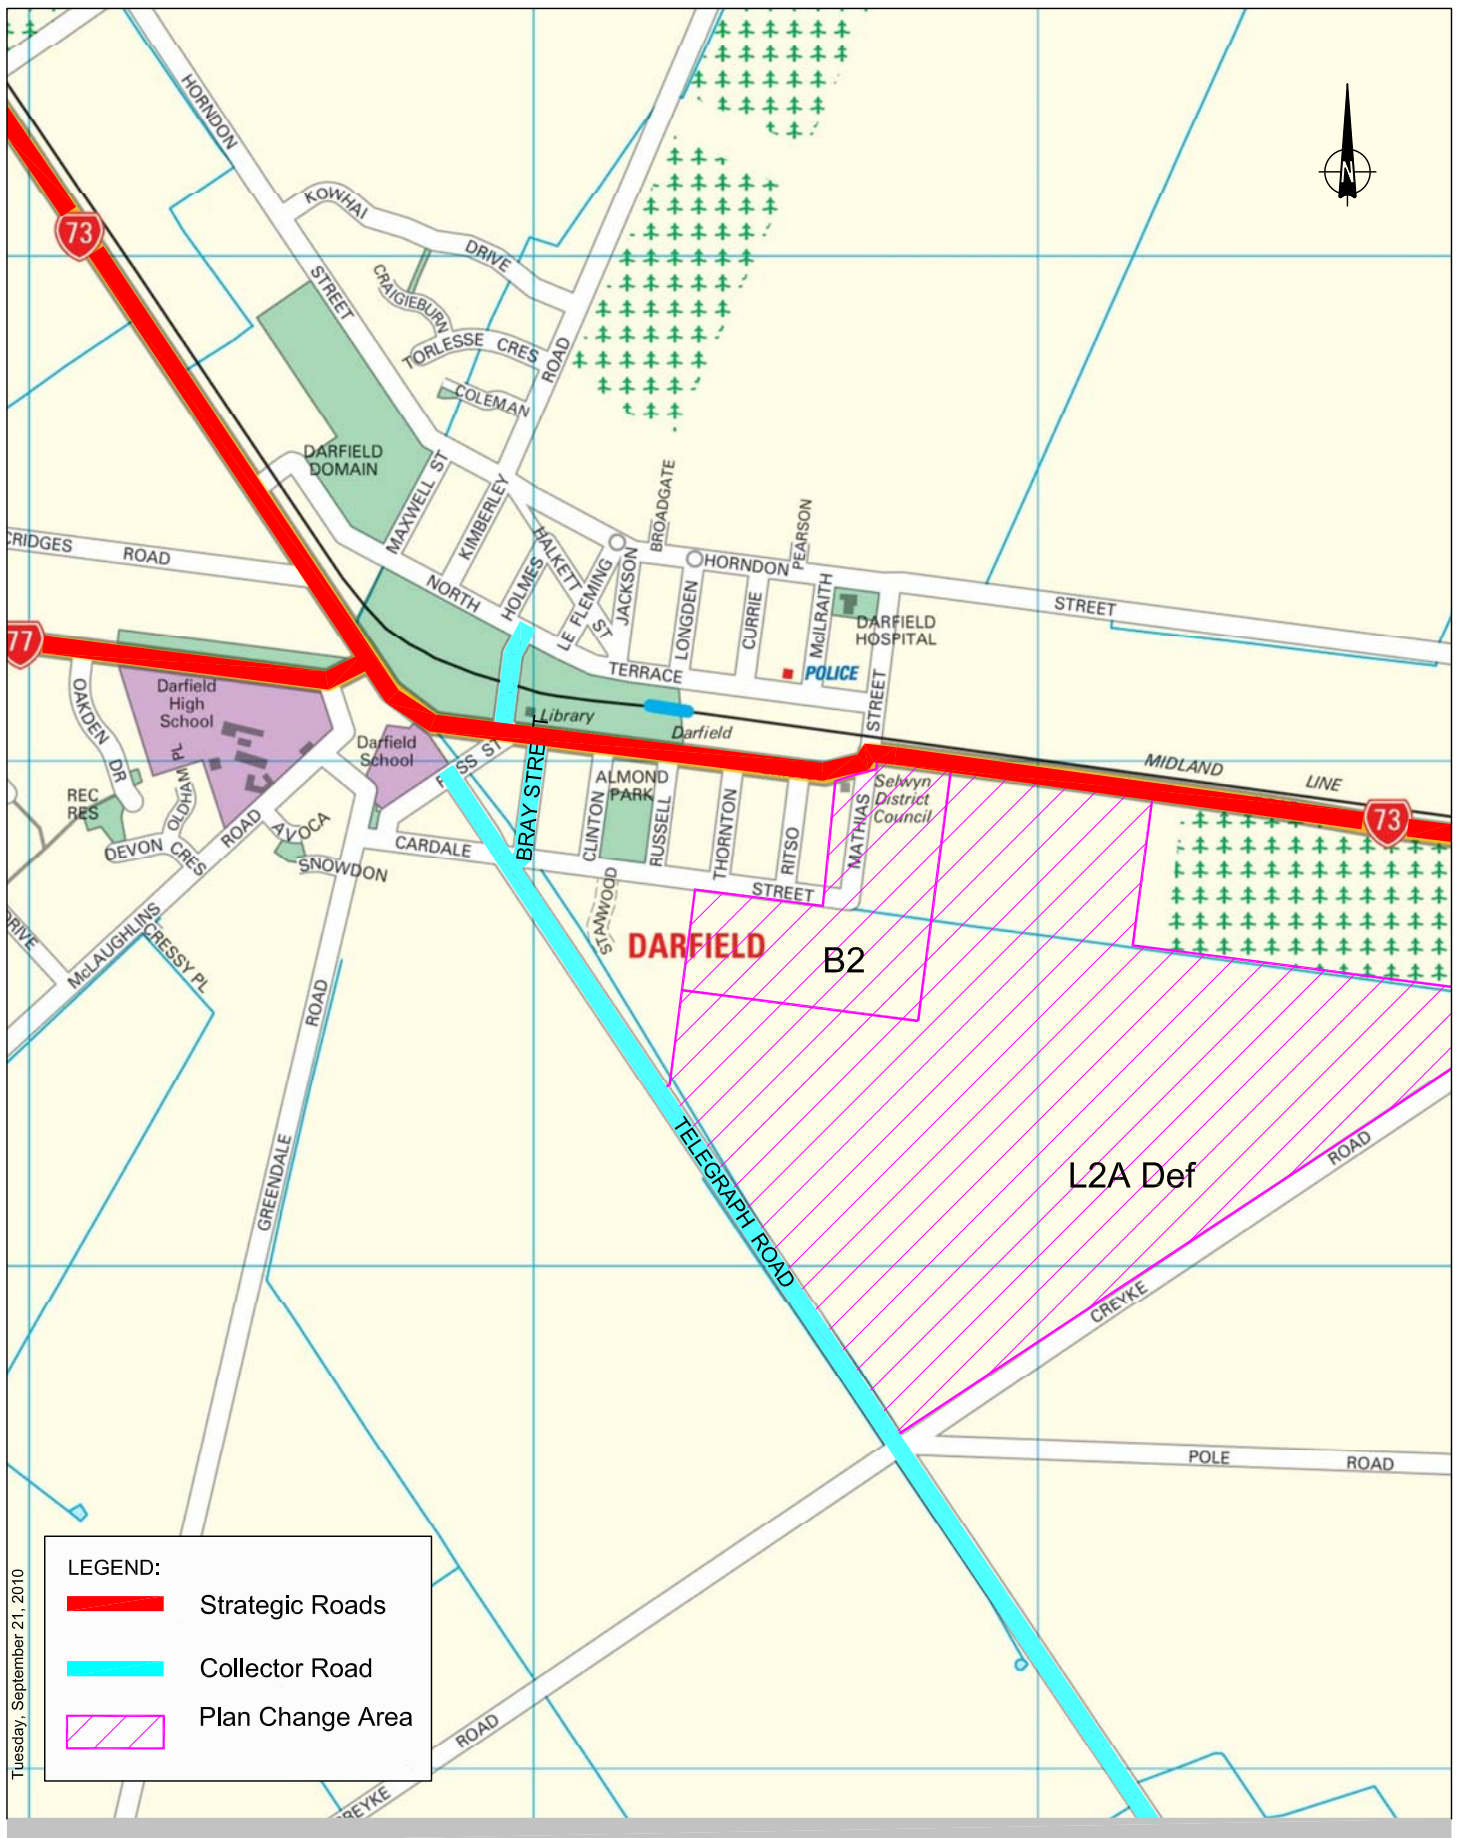 HORNDON
STREET
KOWHAI
DRIVE
73
CRAIGIEBURN
TORLESSE CRES
COLEMAN
ROAD
DARFIELD
DOMAIN
MAXWELL ST
KIMBERLEY
BROADGATE
PEARSON
HORNDON
STREET
ROAD
NORTH
HOLMES
HALKETT
ST
LE FLEMING
JACKSON
LONGDEN
CURRIE
McILRAITH
DARFIELD
HOSPITAL
TERRACE
POLICE
STREET
77
OAKDEN DR
Darfield
High
School
Library
Darfield
Darfield
School
MIDLAND
LINE
73
ALMOND
PARK
Selwyn
District
Council
BRAY STREET
CLINTON
RUSSELL
THORNTON
RITSO
MATHIAS
REC
RES
OLDHAM PL
DEVON CRES
ROAD
AVOCA
SNOWDON
CARDALE
STREET
STANWOOD
DARFIELD
B2
McLAUGHLINS
CRESSY PL
ROAD
GREENDALE
TELEGRAPH ROAD
L2A Def
ROAD
CREYKE
POLE
ROAD
ROAD
LEGEND:
Strategic Roads
Collector Road
Plan Change Area
Tuesday, September 21, 2010
N